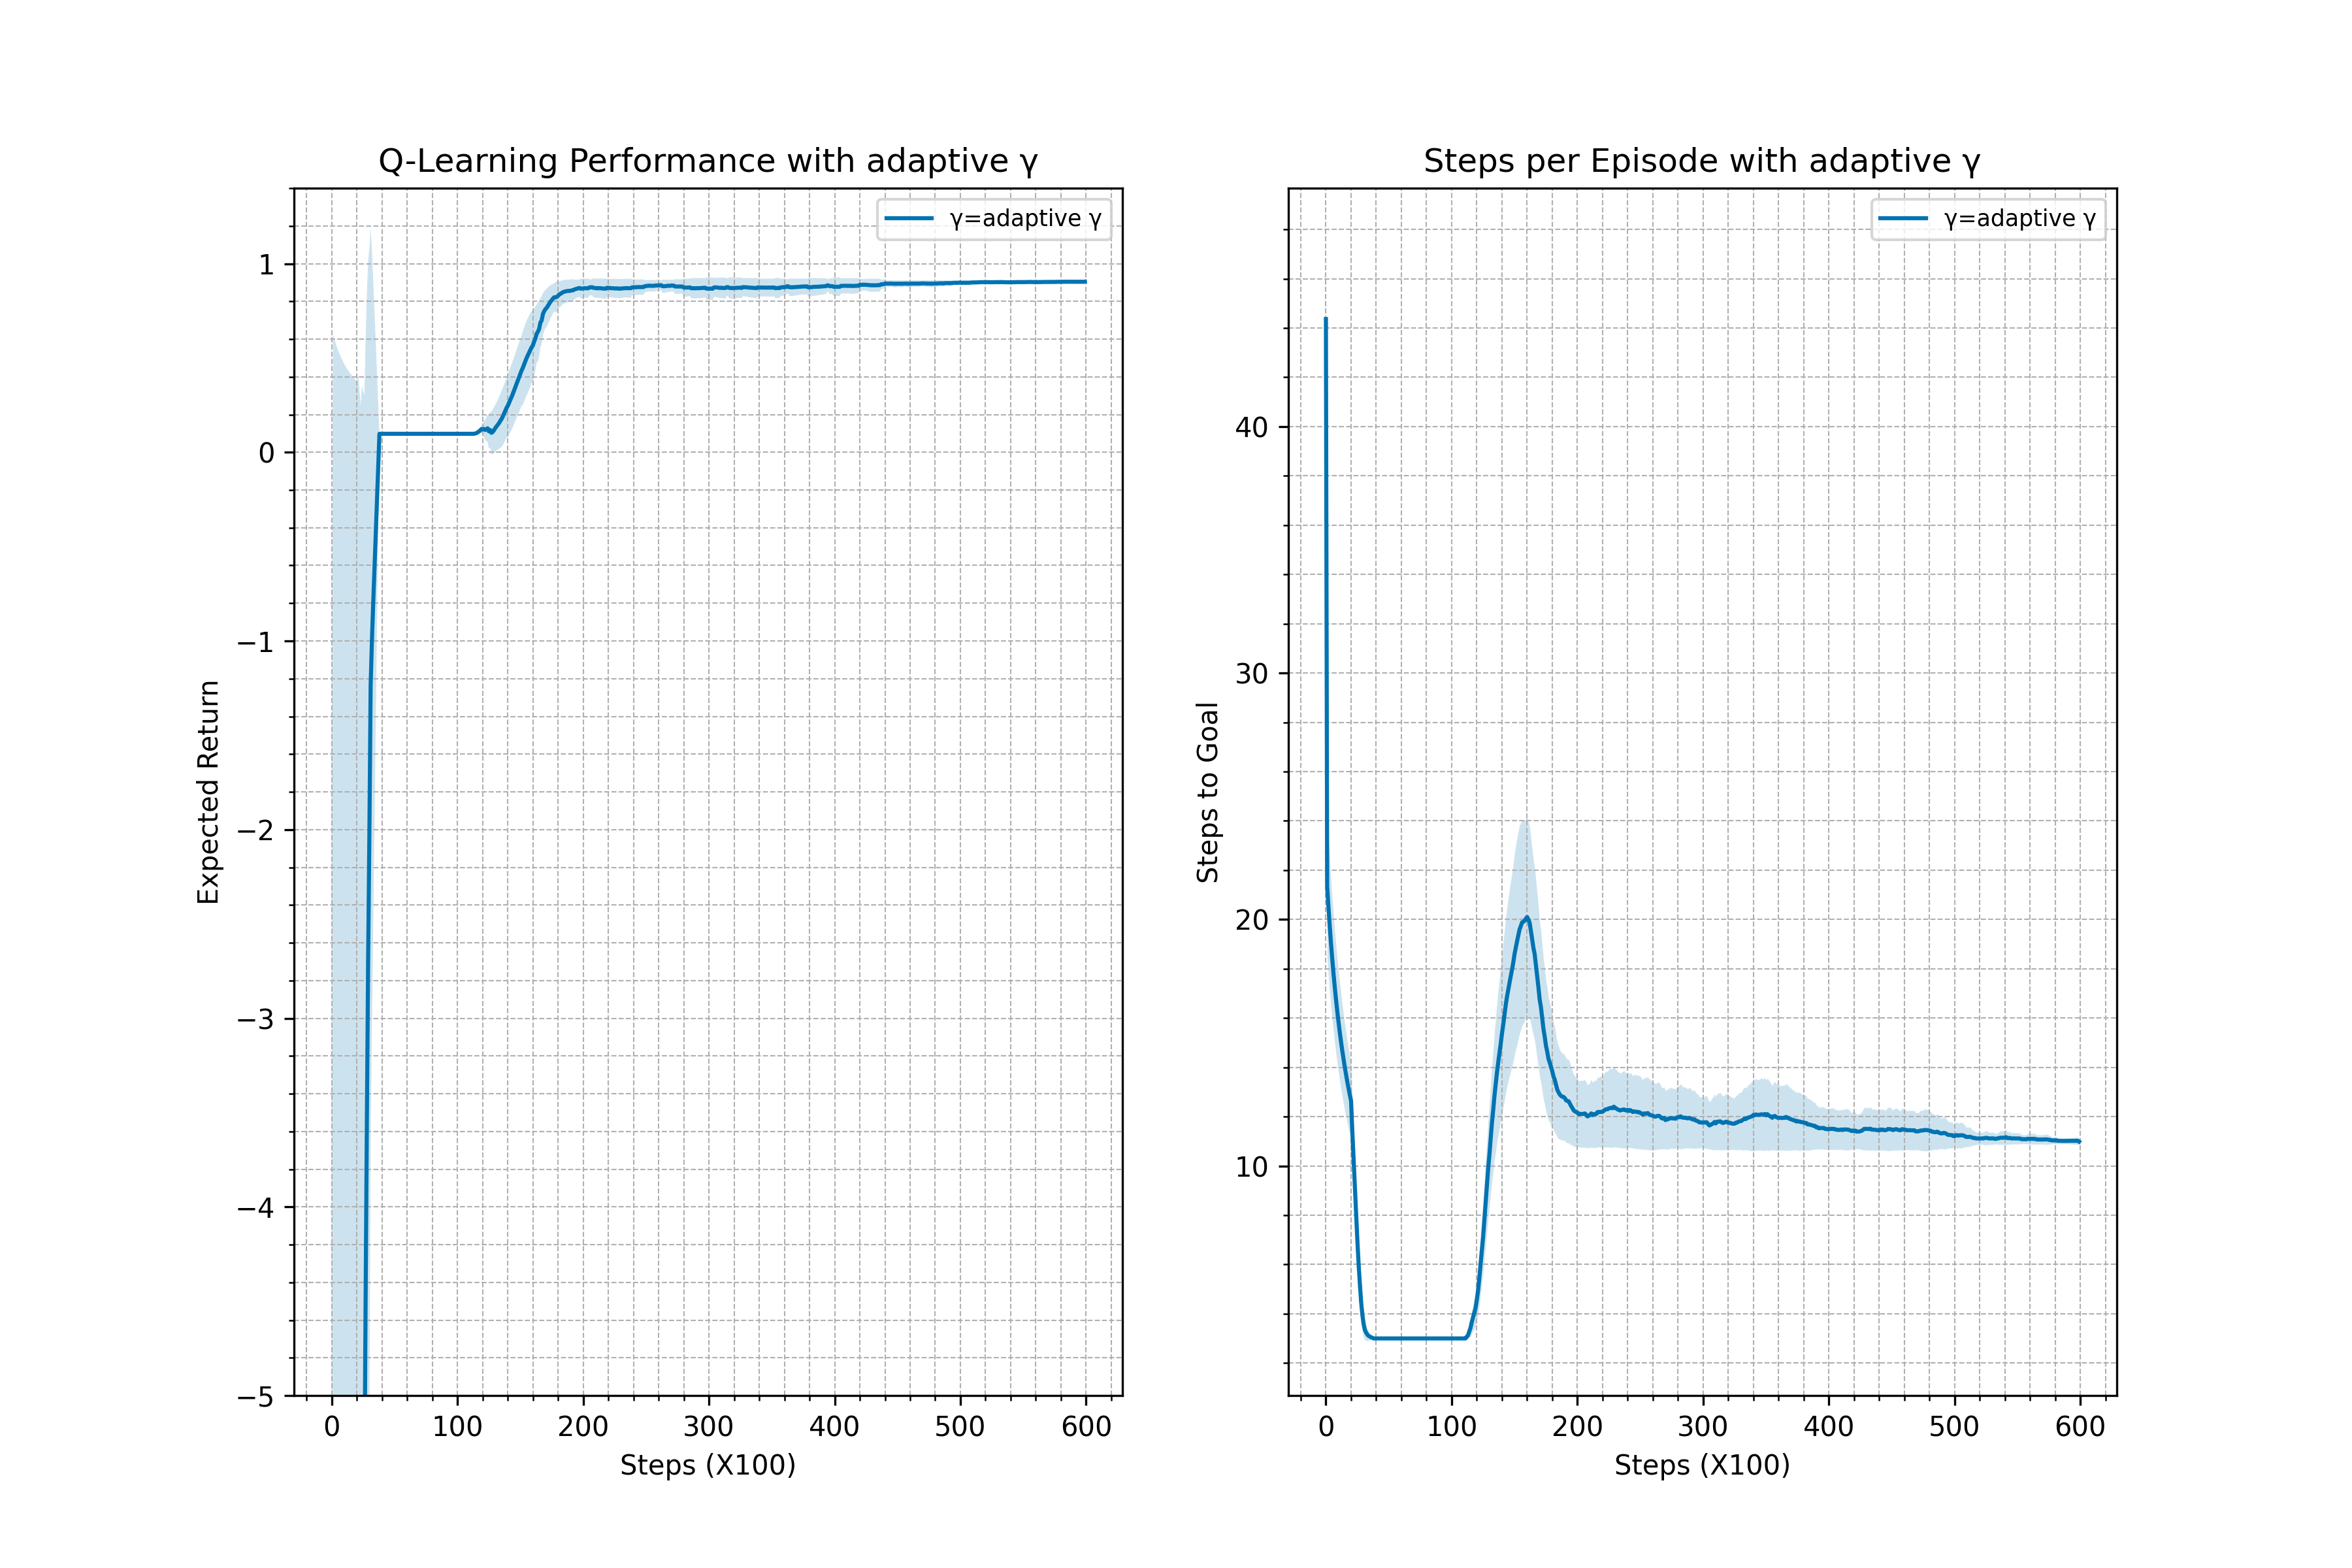 Q-Learning Performance with adaptive γ
γ=adaptive γ
1
0
−1
−2
−3
−4
−5
Expected Return
0 100 200 300 400 500 600
Steps (X100)
Steps per Episode with adaptive γ
γ=adaptive γ
40
30
20
10
Steps to Goal
0 100 200 300 400 500 600
Steps (X100)